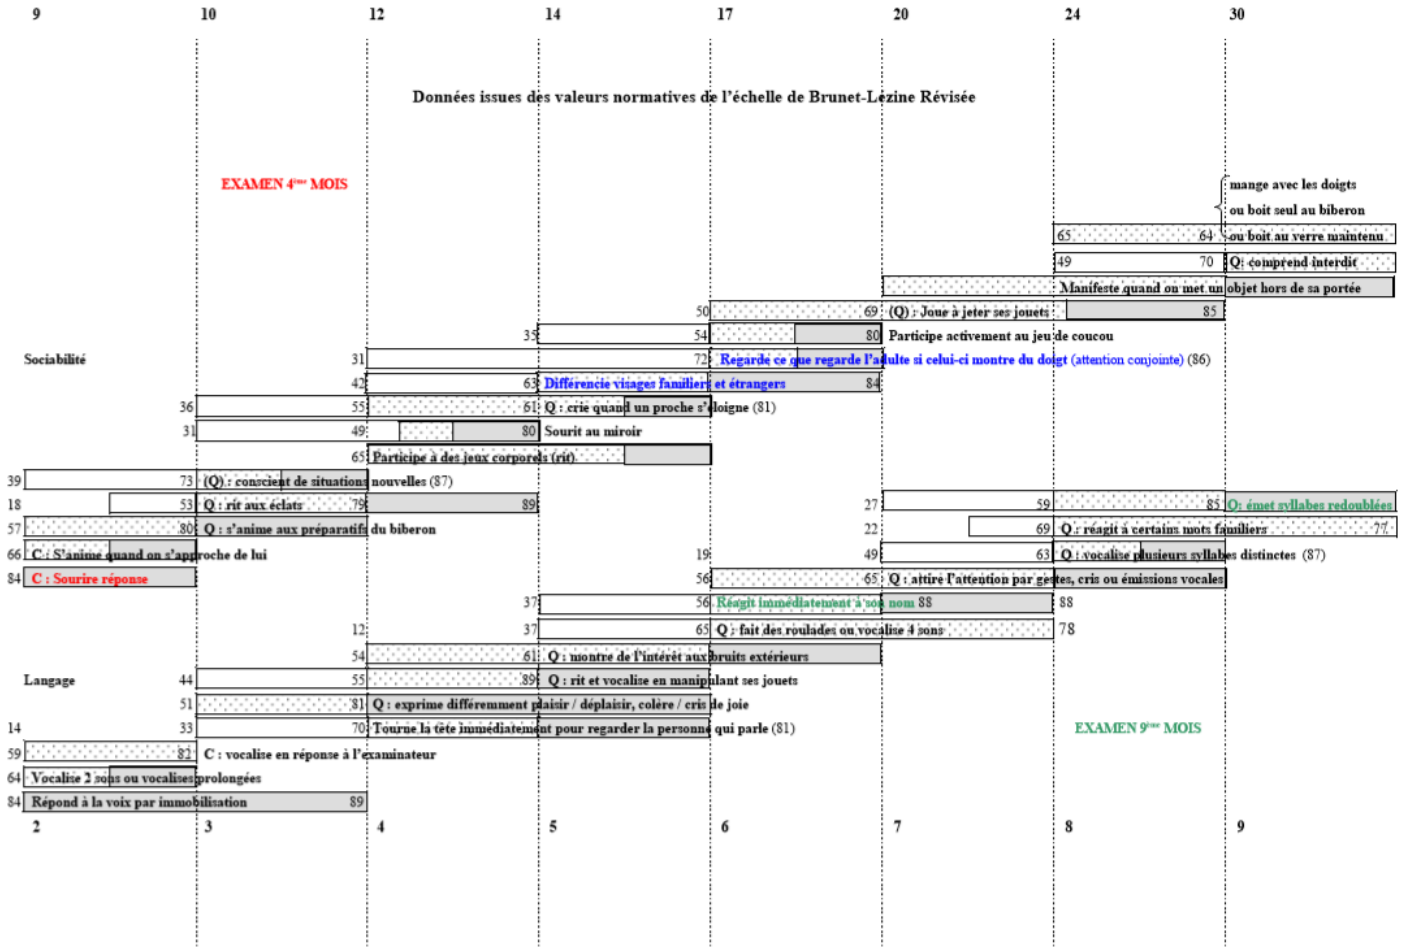 9 10 12 14 17 20 24 30
Données issues des valeurs normatives de l'échelle de Brunet-Lézine Révisée
EXAMEN 4ème MOIS
mange avec les doigts
ou boit seul au biberon
65 64 ou boit au verre maintenu
49 70 Q: comprend interdit
Manifeste quand on met un objet hors de sa portée
50 69 (Q) : Joue à jeter ses jouets 85
35 54 80 Participe activement au jeu de coucou
Sociabilité 31 72 Regarde ce que regarde l'adulte si celui-ci montre du doigt (attention conjointe) (86)
42 63 Différencie visages familiers et étrangers 84
36 55 61 Q : crie quand un proche s'éloigne (81)
31 49 80 Sourit au miroir
65 Participe à des jeux corporels (rit)
39 73 (Q) : conscient de situations nouvelles (87)
18 53 Q : rit aux éclats 79 89 27 59 85 Q: émet syllabes redoublées
57 80 Q : s'anime aux préparatifs du biberon 22 69 Q : réagit à certains mots familiers 77
66 C : S'anime quand on s'approche de lui 19 49 63 Q : vocalise plusieurs syllabes distinctes (87)
84 C : Sourire réponse 56 65 Q : attire l'attention par gestes, cris ou émissions vocales
37 56 Réagit immédiatement à son nom 88 88
12 37 65 Q : fait des roulades ou vocalise 4 sons 78
54 61 Q : montre de l'intérêt aux bruits extérieurs
Langage 44 55 89 Q : rit et vocalise en manipulant ses jouets
51 81 Q : exprime différemment plaisir / déplaisir, colère / cris de joie
14 33 70 Tourne la tête immédiatement pour regarder la personne qui parle (81) EXAMEN 9ème MOIS
59 82 C : vocalise en réponse à l'examinateur
64 Vocalise 2 sons ou vocalises prolongées
84 Répond à la voix par immobilisation 89
2 3 4 5 6 7 8 9